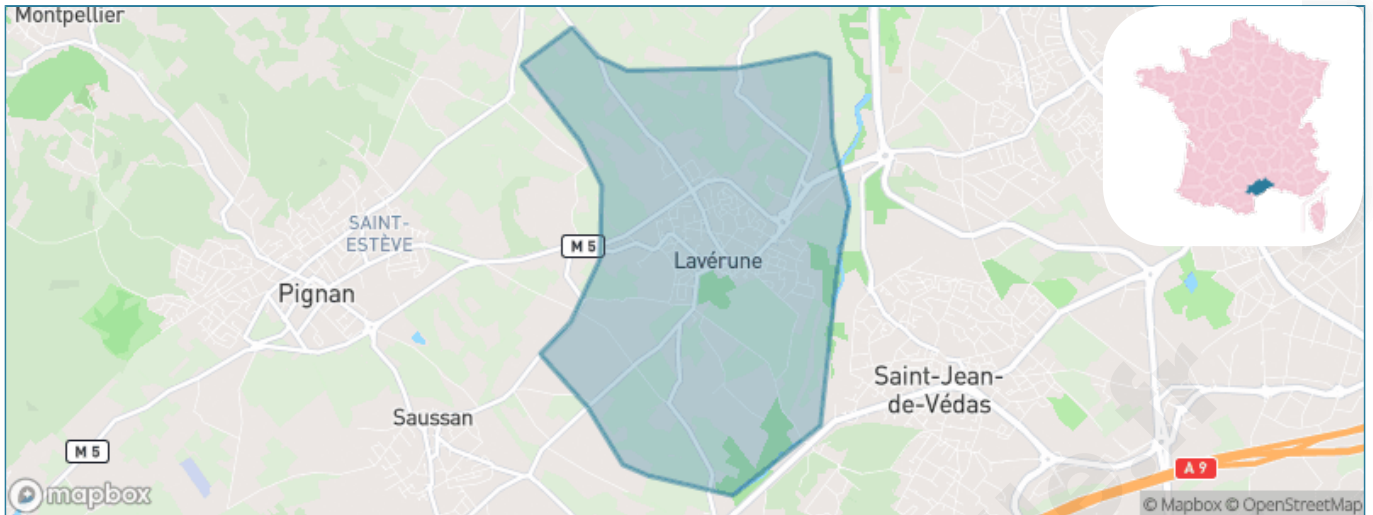 Montpellier
SAINT-
ESTÈVE
M 5
Lavérune
Pignan
Saint-Jean-
de-Védas
Saussan
M 5
A 9
mapbox
© Mapbox © OpenStreetMap